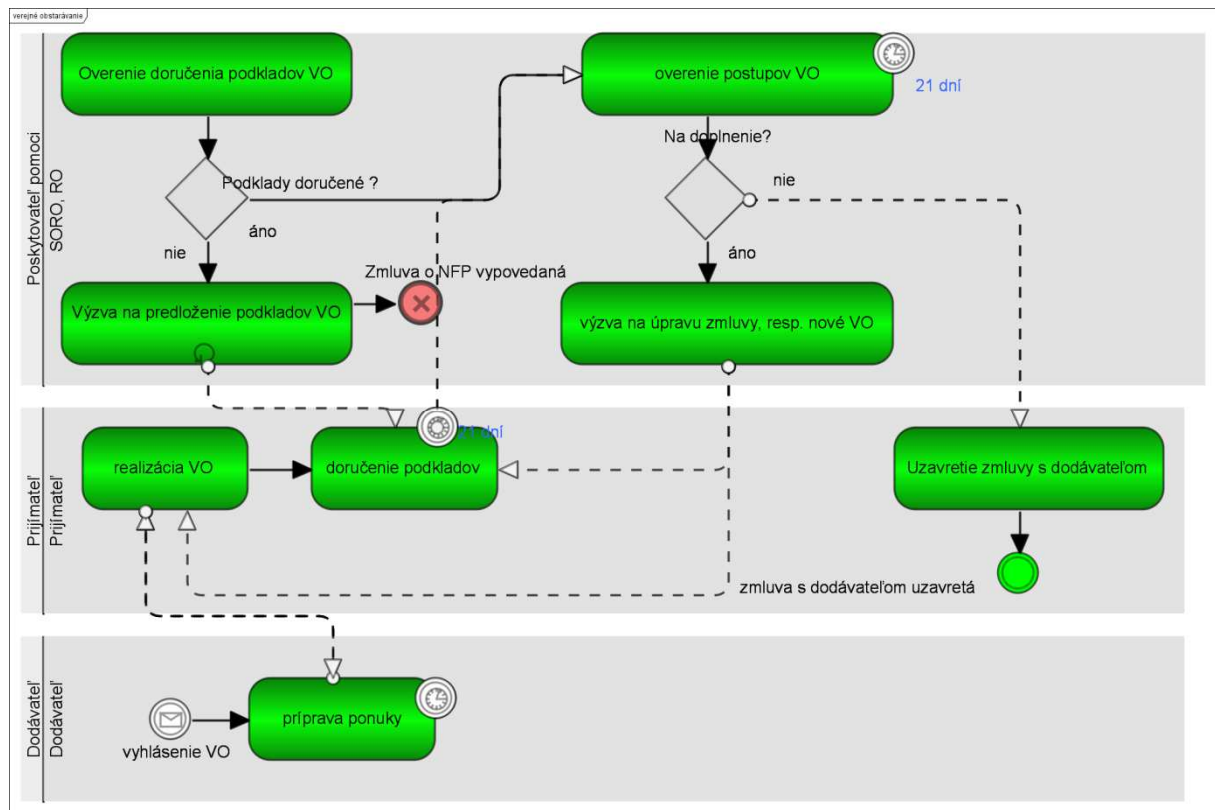 verejné obstarávanie
Poskytovateľ pomoci
SORO, RO
Overenie doručenia podkladov VO
overenie postupov VO
21 dní
Na doplnenie?
Podklady doručené ?
nie
áno
nie
áno
Zmluva o NFP vypovedaná
Výzva na predloženie podkladov VO
výzva na úpravu zmluvy, resp. nové VO
Prijímateľ
Prijímateľ
21 dní
realizácia VO
doručenie podkladov
Uzavretie zmluvy s dodávateľom
zmluva s dodávateľom uzavretá
Dodávateľ
Dodávateľ
príprava ponuky
vyhlásenie VO